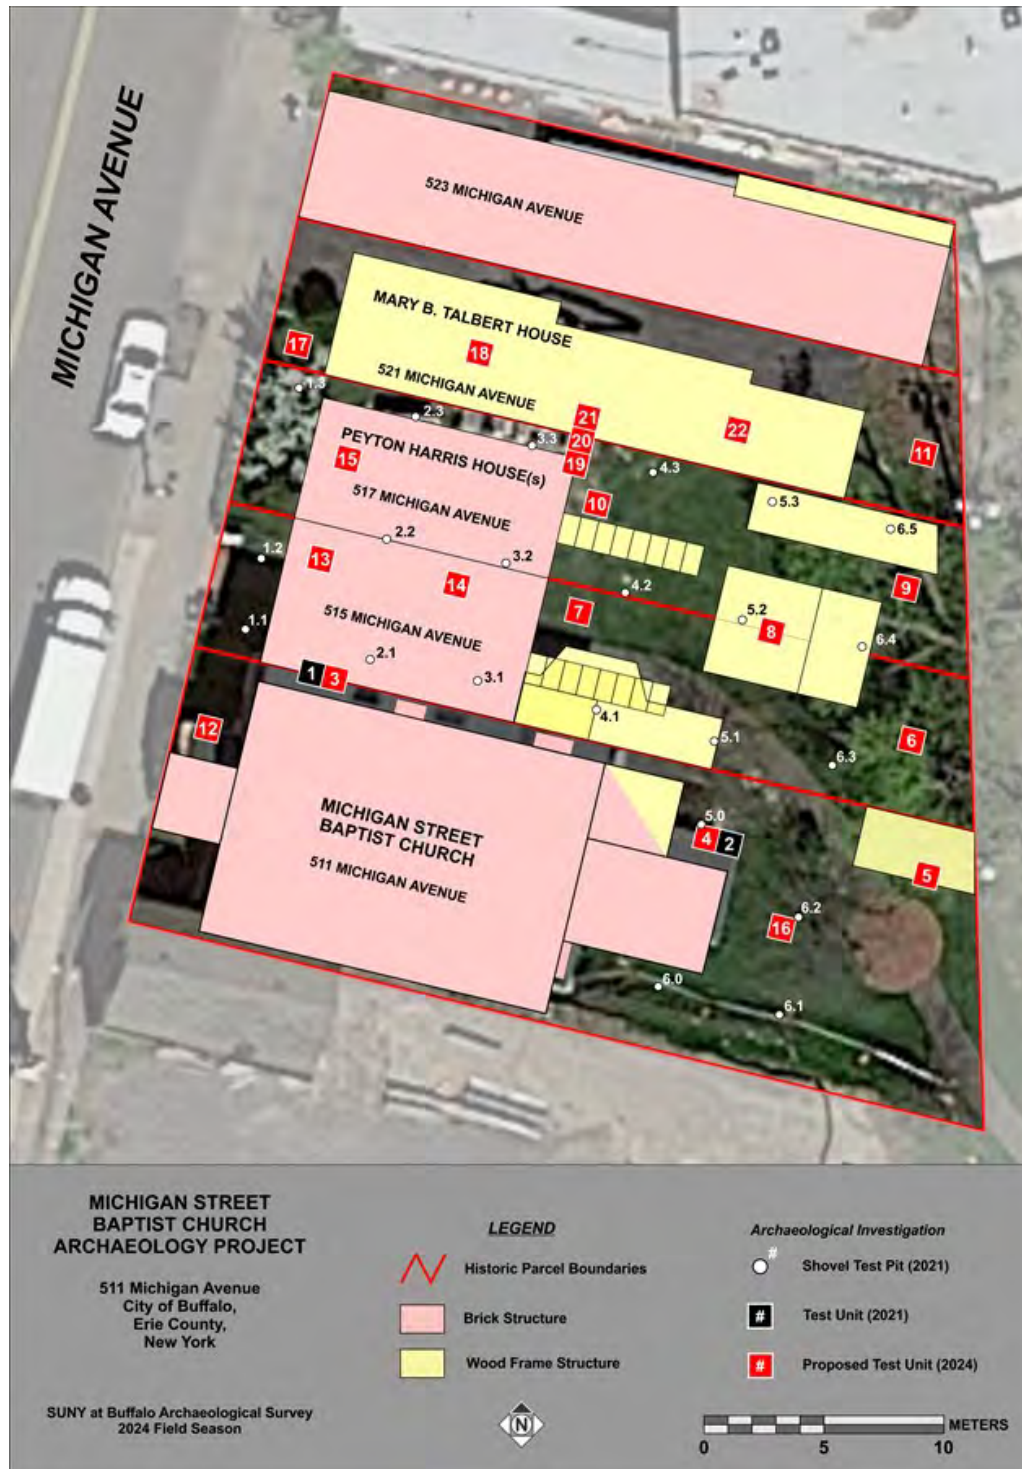 MICHIGAN AVENUE
523 MICHIGAN AVENUE
MARY B. TALBERT HOUSE
17
18
521 MICHIGAN AVENUE
1.3
2.3
21
22
3.3
20
PEYTON HARRIS HOUSE(s)
15
19
4.3
11
517 MICHIGAN AVENUE
10
5.3
6.5
2.2
1.2
13
3.2
14
4.2
9
7
5.2
8
1.1
515 MICHIGAN AVENUE
6.4
2.1
1
3
3.1
4.1
12
5.1
6
6.3
MICHIGAN STREET
BAPTIST CHURCH
511 MICHIGAN AVENUE
5.0
4
2
5
6.2
16
6.0
6.1
MICHIGAN STREET
BAPTIST CHURCH
ARCHAEOLOGY PROJECT
511 Michigan Avenue
City of Buffalo,
Erie County,
New York
SUNY at Buffalo Archaeological Survey
2024 Field Season
LEGEND
Historic Parcel Boundaries
Brick Structure
Wood Frame Structure
N
Archaeological Investigation
# Shovel Test Pit (2021)
# Test Unit (2021)
# Proposed Test Unit (2024)
METERS
0 5 10